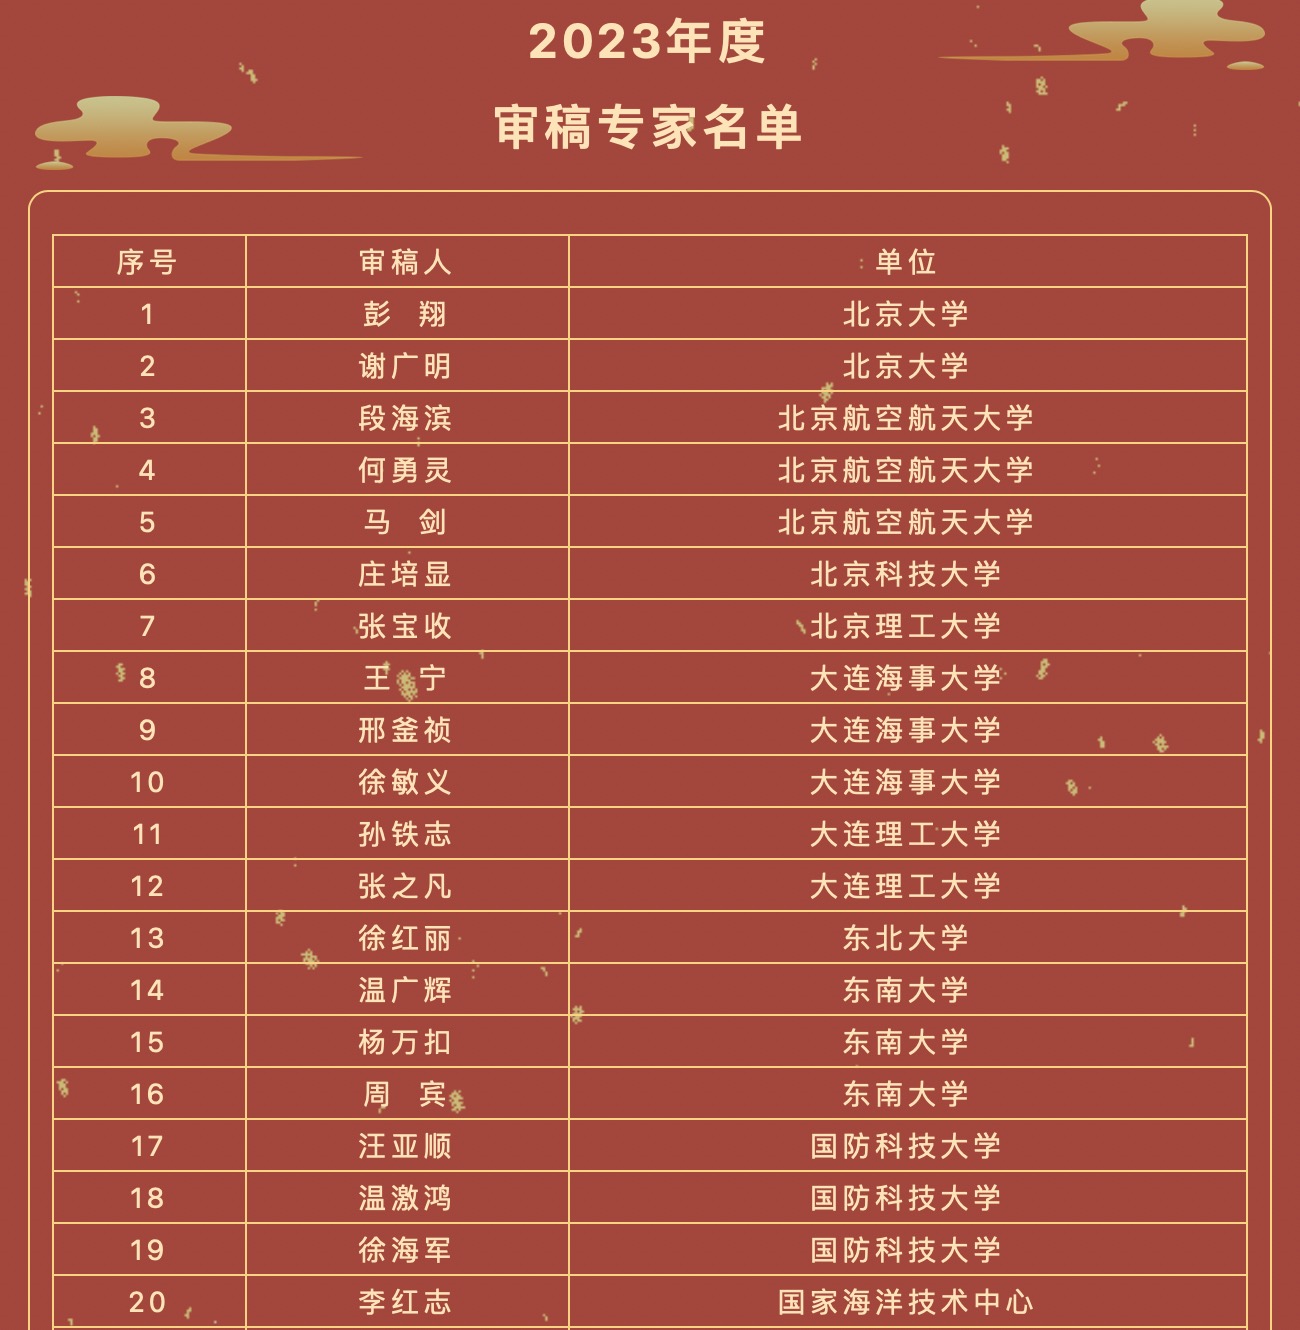 2023年度
审稿专家名单
序号 审稿人 单位
1 彭 翔 北京大学
2 谢广明 北京大学
3 段海滨 北京航空航天大学
4 何勇灵 北京航空航天大学
5 马 剑 北京航空航天大学
6 庄培显 北京科技大学
7 张宝收 北京理工大学
8 王 宁 大连海事大学
9 邢釜祯 大连海事大学
10 徐敏义 大连海事大学
11 孙铁志 大连理工大学
12 张之凡 大连理工大学
13 徐红丽 东北大学
14 温广辉 东南大学
15 杨万扣 东南大学
16 周 宾 东南大学
17 汪亚顺 国防科技大学
18 温激鸿 国防科技大学
19 徐海军 国防科技大学
20 李红志 国家海洋技术中心